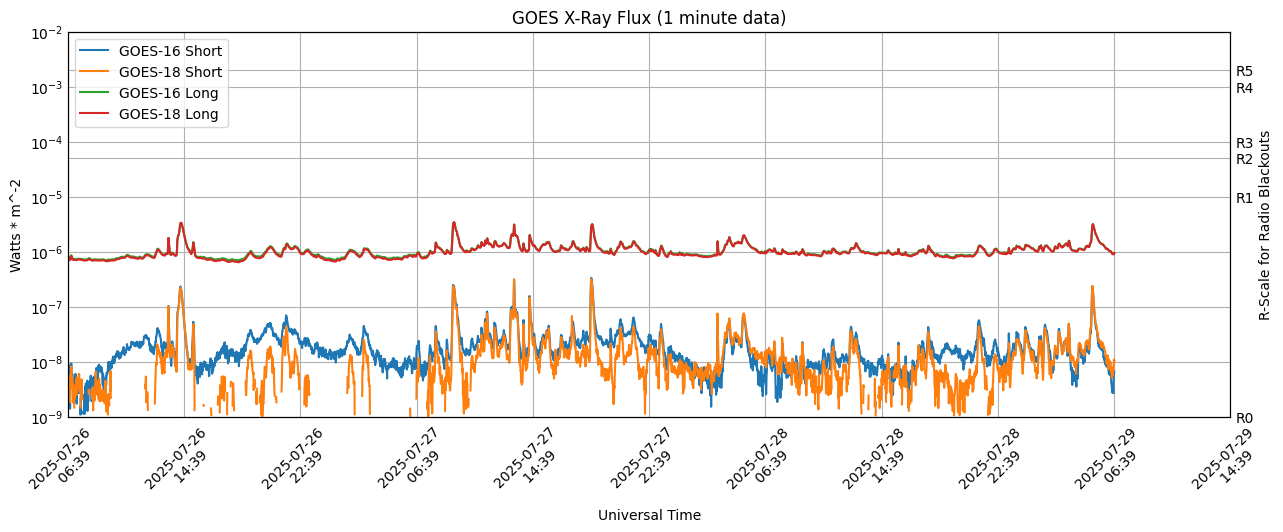 GOES X-Ray Flux (1 minute data)
GOES-16 Short
GOES-18 Short
GOES-16 Long
GOES-18 Long
10^-2
10^-3
10^-4
10^-5
10^-6
10^-7
10^-8
10^-9
Watts * m^-2
R5
R4
R3
R2
R1
R0
R-Scale for Radio Blackouts
2025-07-26
06:39
2025-07-26
14:39
2025-07-26
22:39
2025-07-27
06:39
2025-07-27
14:39
2025-07-27
22:39
2025-07-28
06:39
2025-07-28
14:39
2025-07-28
22:39
2025-07-29
06:39
2025-07-29
14:39
Universal Time